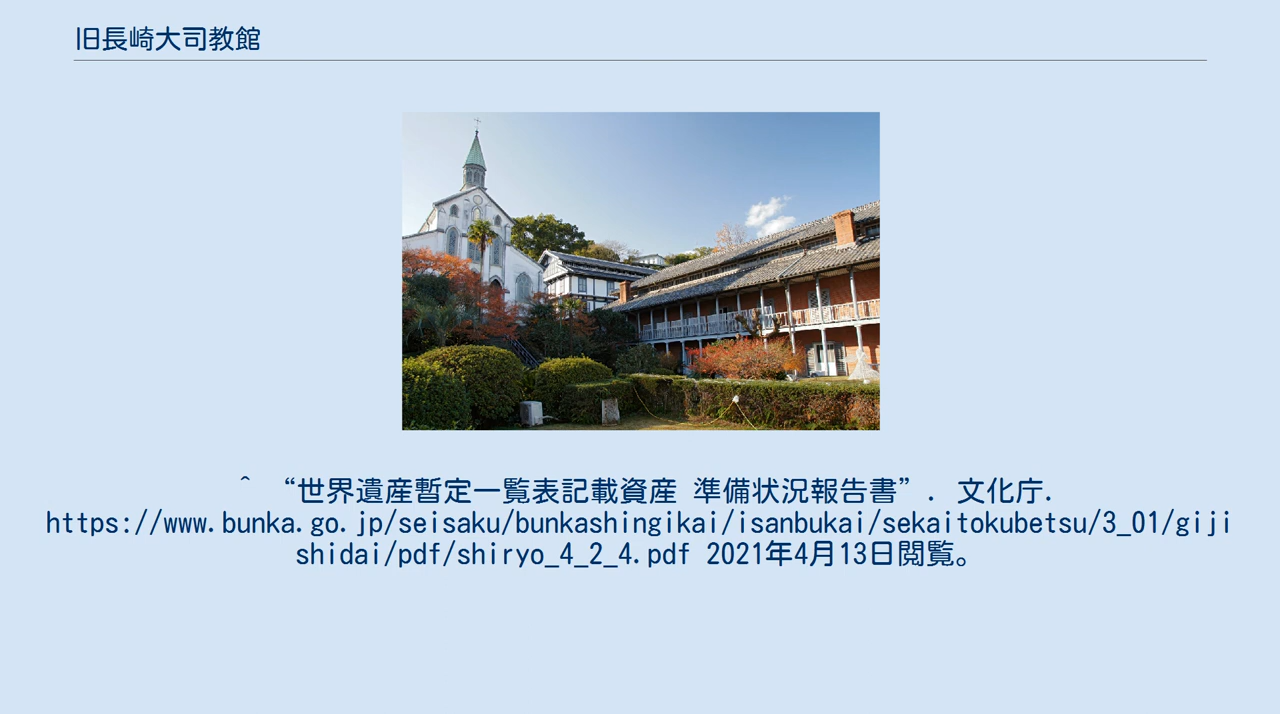 旧長崎大司教館
^ “世界遺産暫定一覧表記載資産 準備状況報告書”. 文化庁.
https://www.bunka.go.jp/seisaku/bunkashingikai/isanbukai/sekaitokubetsu/3_01/giji
shidai/pdf/shiryo_4_2_4.pdf 2021年4月13日閲覧。